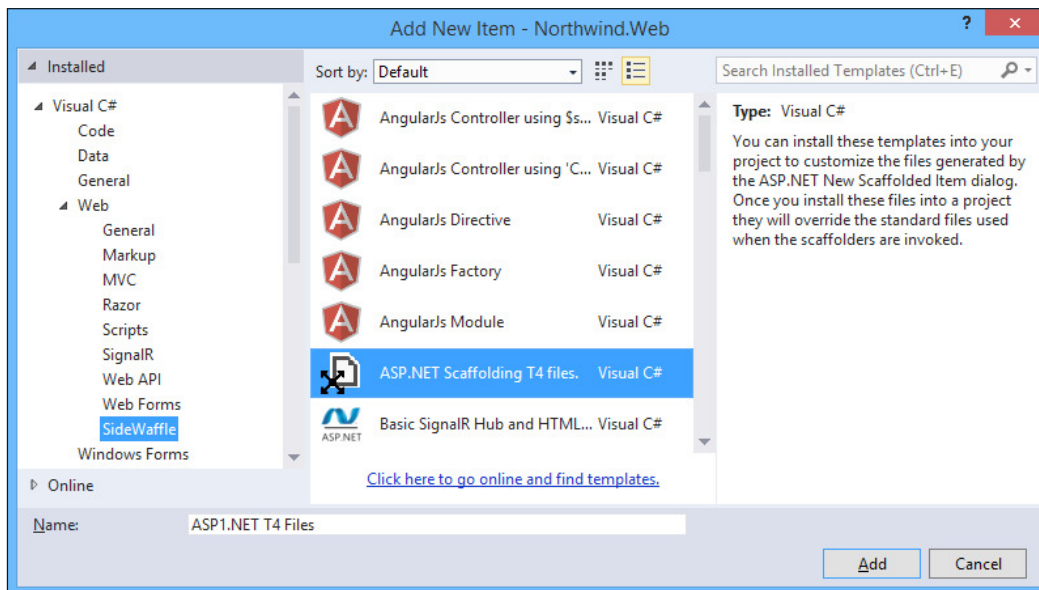 Add New Item - Northwind.Web
?
Installed
Sort by: Default
Search Installed Templates (Ctrl+E)
Visual C#
Code
Data
General
Web
General
Markup
MVC
Razor
Scripts
SignalR
Web API
Web Forms
SideWaffle
Windows Forms
Online
AngularJs Controller using $s... Visual C#
AngularJs Controller using 'C... Visual C#
AngularJs Directive Visual C#
AngularJs Factory Visual C#
AngularJs Module Visual C#
ASP.NET Scaffolding T4 files. Visual C#
ASP.NET Basic SignalR Hub and HTML... Visual C#
Click here to go online and find templates.
Type: Visual C#
You can install these templates into your
project to customize the files generated by
the ASP.NET New Scaffolded Item dialog.
Once you install these files into a project
they will override the standard files used
when the scaffolders are invoked.
Name: ASP1.NET T4 Files
Add Cancel